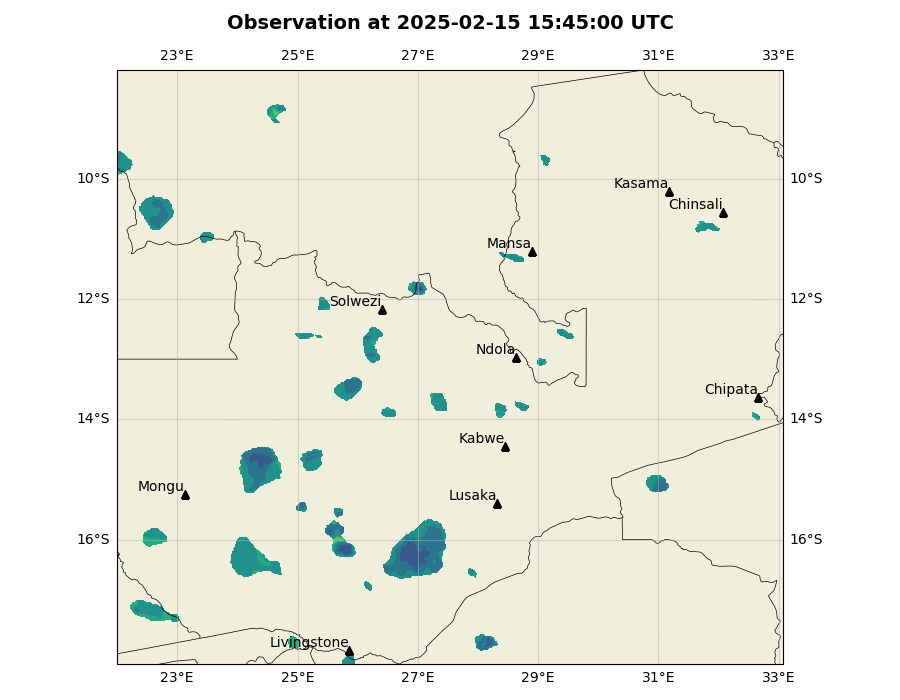 Observation at 2025-02-15 15:45:00 UTC
23°E 25°E 27°E 29°E 31°E 33°E
10°S 10°S
Kasama
Chinsali
Mansa
12°S 12°S
Solwezi
Ndola
Chipata
14°S 14°S
Kabwe
Mongu
Lusaka
16°S 16°S
Livingstone
23°E 25°E 27°E 29°E 31°E 33°E